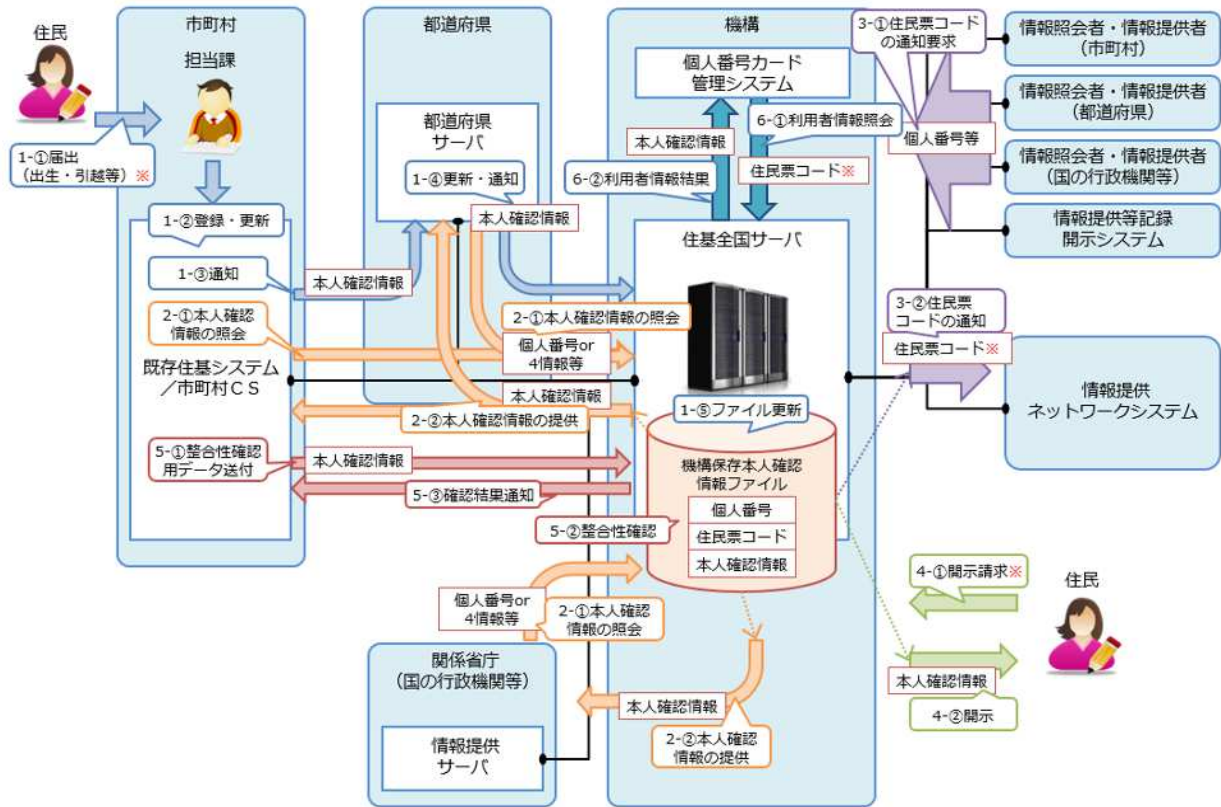 住民
1-①届出
（出生・引越等）※
市町村
担当課
1-②登録・更新
1-③通知
2-①本人確認
情報の照会
既存住基システム
／市町村ＣＳ
5-①整合性確認
用データ送付
本人確認情報
都道府県
都道府県
サーバ
1-④更新・通知
本人確認情報
2-①本人確認情報の照会
個人番号or
4情報等
本人確認情報
2-②本人確認情報の提供
本人確認情報
5-③確認結果通知
機構
個人番号カード
管理システム
本人確認情報
6-①利用者情報照会
6-②利用者情報結果
住民票コード※
住基全国サーバ
1-⑤ファイル更新
機構保存本人確認
情報ファイル
個人番号
住民票コード
本人確認情報
5-②整合性確認
個人番号or
4情報等
2-①本人確認
情報の照会
関係省庁
（国の行政機関等）
情報提供
サーバ
本人確認情報
2-②本人確認
情報の提供
3-①住民票コード
の通知要求
個人番号等
情報照会者・情報提供者
（市町村）
情報照会者・情報提供者
（都道府県）
情報照会者・情報提供者
（国の行政機関等）
情報提供等記録
開示システム
3-②住民票
コードの通知
住民票コード※
情報提供
ネットワークシステム
4-①開示請求※
住民
本人確認情報
4-②開示